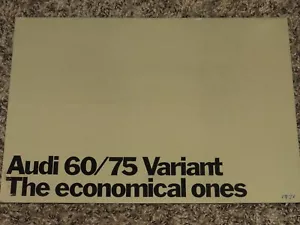 Audi 60/75 Variant
The economical ones